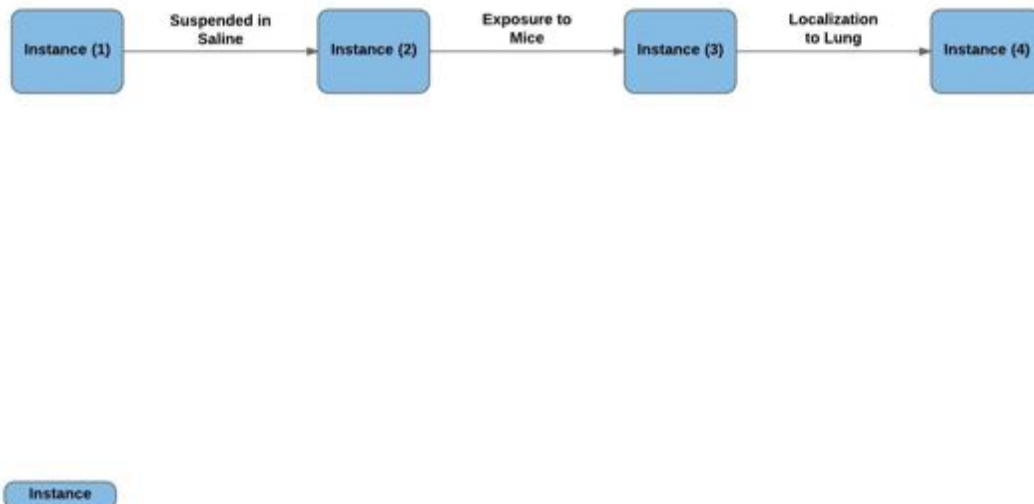 Instance (1)
Suspended in
Saline
Instance (2)
Exposure to
Mice
Instance (3)
Localization
to Lung
Instance (4)
Instance